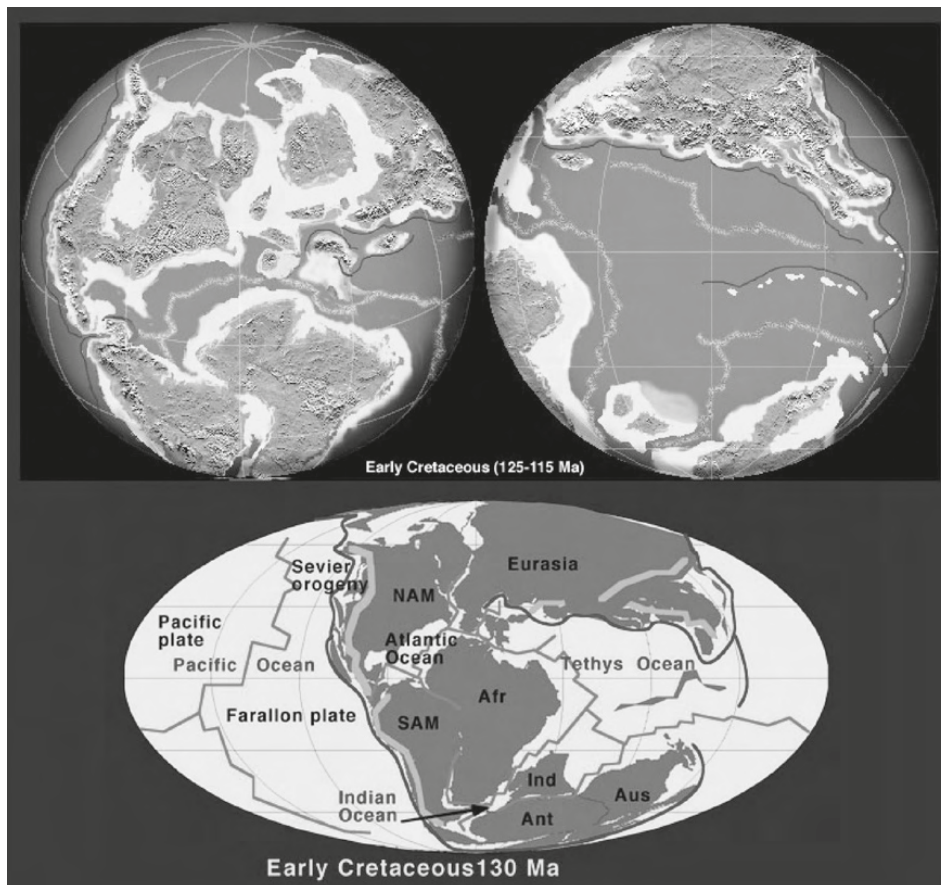 Early Cretaceous (125-115 Ma)
Sevier
orogeny
Eurasia
NAM
Pacific
plate
Atlantic
Ocean
Pacific Ocean
Tethys Ocean
Afr
Farallon plate
SAM
Ind
Indian
Ocean
Aus
Ant
Early Cretaceous130 Ma